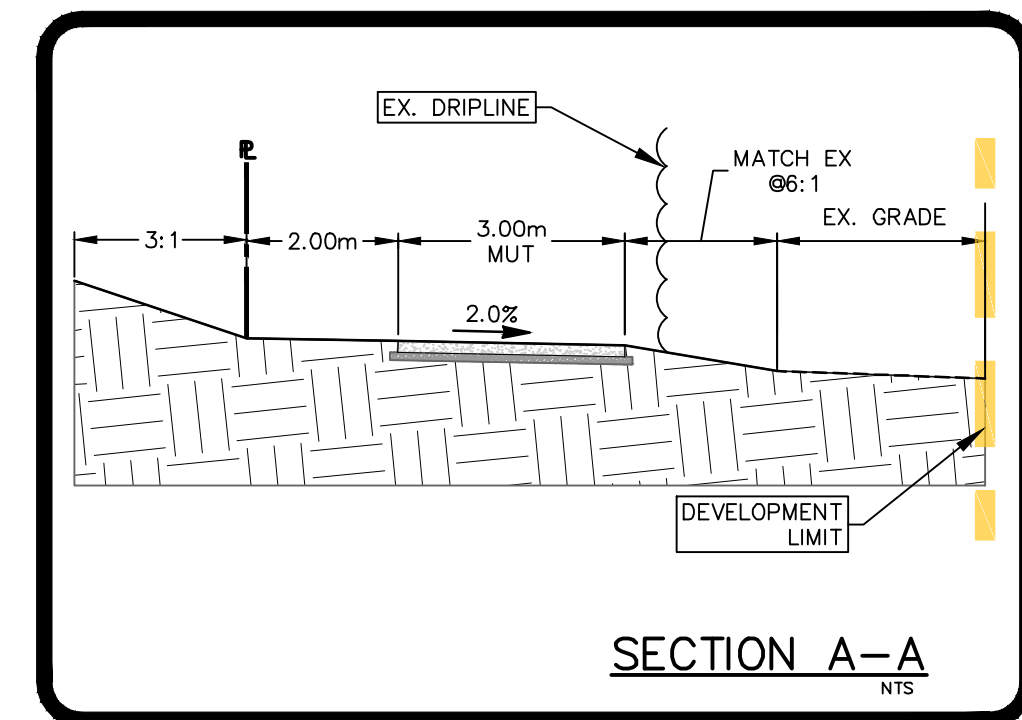 EX. DRIPLINE
PL
MATCH EX
@6:1
EX. GRADE
3:1
2.00m
3.00m
MUT
2.0%
DEVELOPMENT
LIMIT
SECTION A-A
NTS